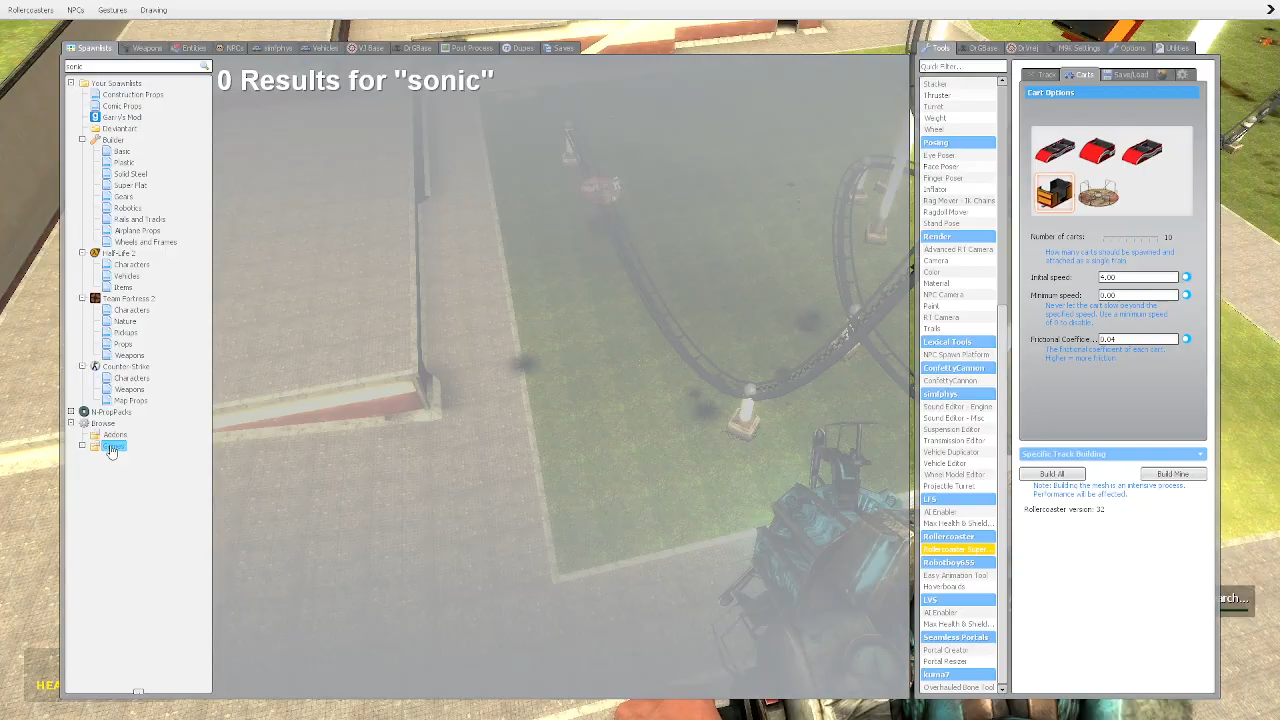 Rollercoasters NPCs Gestures Drawing
Spawnlists Weapons Entities NPCs simfphys Vehicles VJ Base DrGBase Post Process Dupes Saves
sonic
0 Results for "sonic"
Your Spawnlists
Construction Props
Comic Props
Garry's Mod
Deviantart
Builder
Basic
Plastic
Solid Steel
Super Flat
Gears
Robotics
Rails and Tracks
Airplane Props
Wheels and Frames
Half-Life 2
Characters
Vehicles
Items
Team Fortress 2
Characters
Nature
Pickups
Props
Weapons
Counter-Strike
Characters
Weapons
Map Props
N-PropPacks
Browse
Addons
HEA
Tools DrGBase M9K Settings Options Utilities
Quick Filter...
Stacker
Thruster
Turret
Weight
Wheel
Posing
Eye Poser
Face Poser
Finger Poser
Inflator
Rag Mover - IK Chains
Ragdoll Mover
Stand Pose
Render
Advanced RT Camera
Camera
Color
Material
NPC Camera
Paint
RT Camera
Trails
Lexical Tools
NPC Spawn Platform
ConfettyCannon
ConfettyCannon
simfphys
Sound Editor - Engine
Sound Editor - Misc
Suspension Editor
Transmission Editor
Vehicle Duplicator
Vehicle Editor
Wheel Model Editor
Projectile Turret
LFS
AI Enabler
Max Health & Shield...
Rollercoaster
Rollercoaster Super...
Robotboy655
Easy Animation Tool
Hoverboards
LVS
AI Enabler
Max Health & Shield...
Seamless Portals
Portal Creator
Portal Resizer
kuma7
Overhauled Bone Tool
Track Carts Save/Load
Cart Options
Number of carts: 10
How many carts should be spawned and
attached as a single train
Initial speed: 4.00
Minimum speed: 0.00
Never let the cart slow beyond the
specified speed. Use a minimum speed
of 0 to disable.
Frictional Coefficie... 0.04
The frictional coefficient of each cart.
Higher = more friction.
Specific Track Building
Build All Build Mine
Note: Building the mesh is an intensive process.
Performance will be affected.
Rollercoaster version: 32
arch...